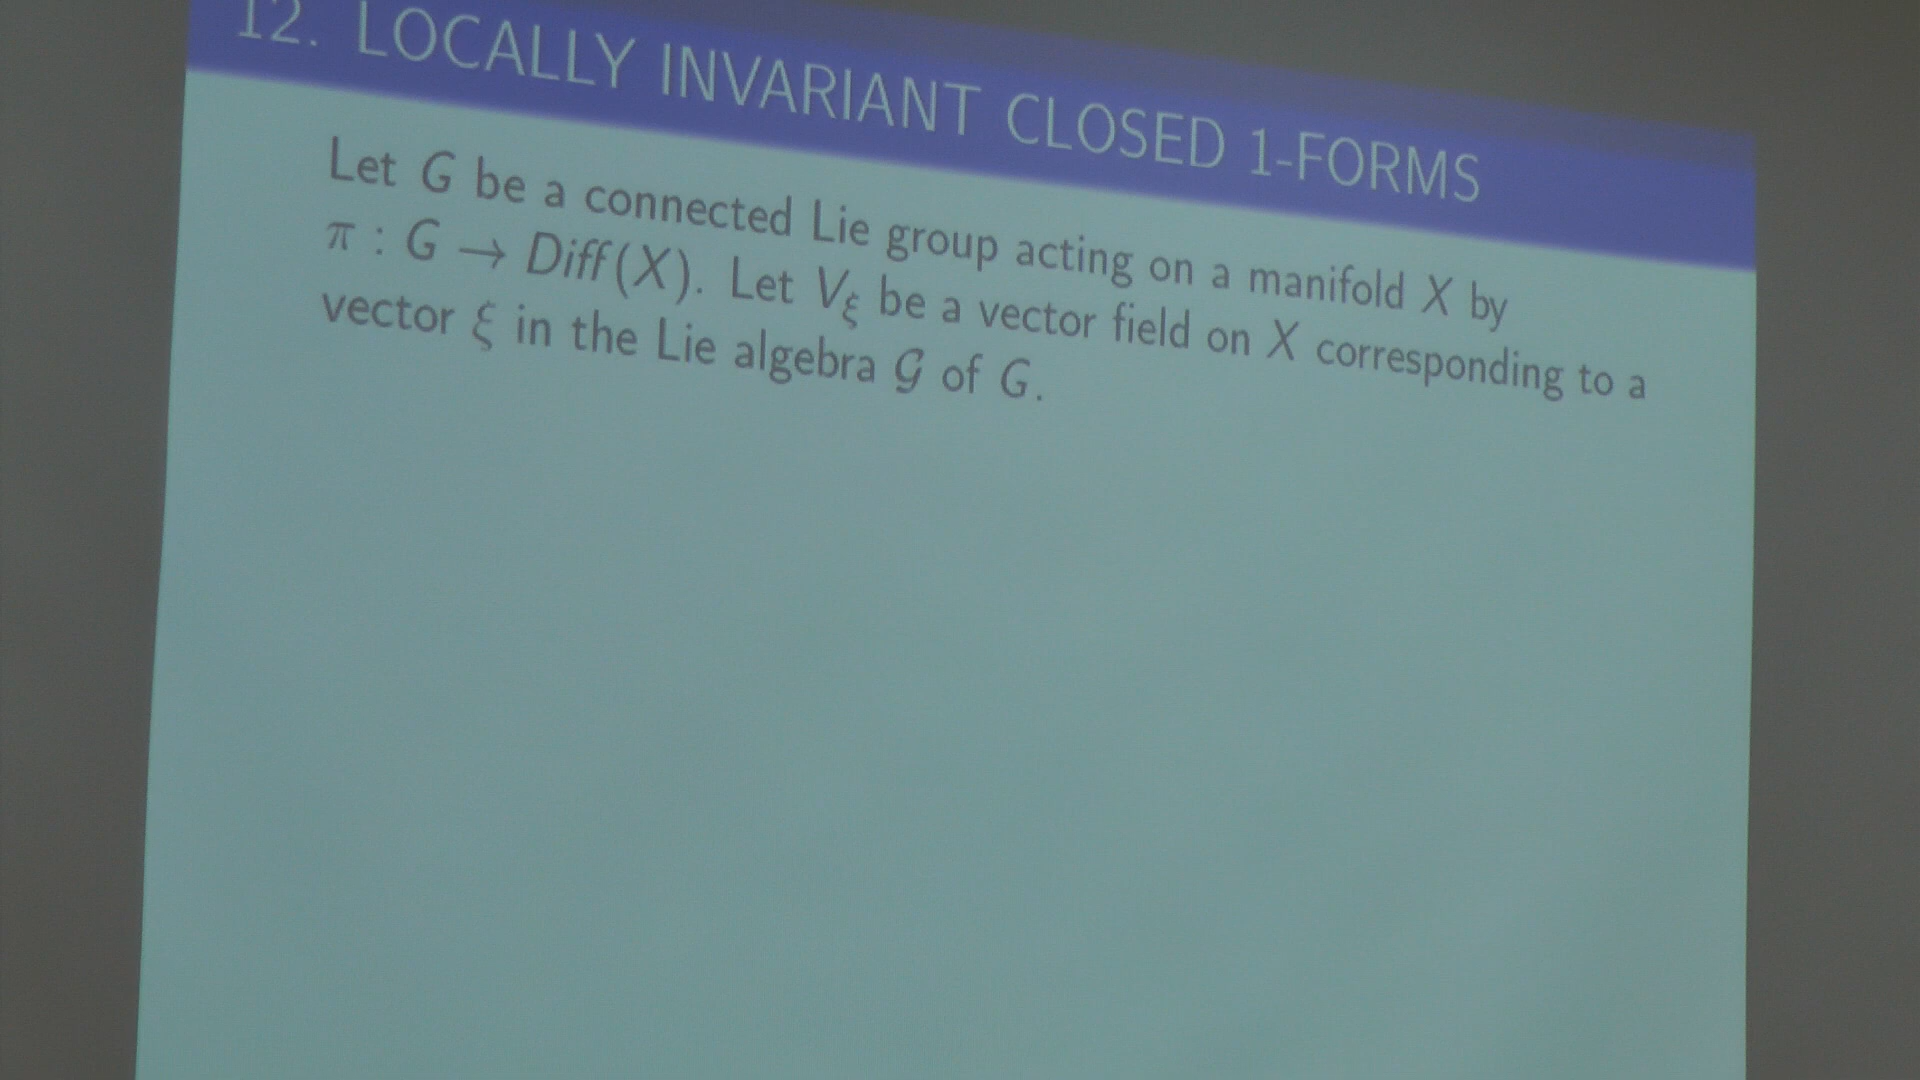 12. LOCALLY INVARIANT CLOSED 1-FORMS
Let G be a connected Lie group acting on a manifold X by
π : G → Diff(X). Let V_ξ be a vector field on X corresponding to a
vector ξ in the Lie algebra 𝒢 of G.